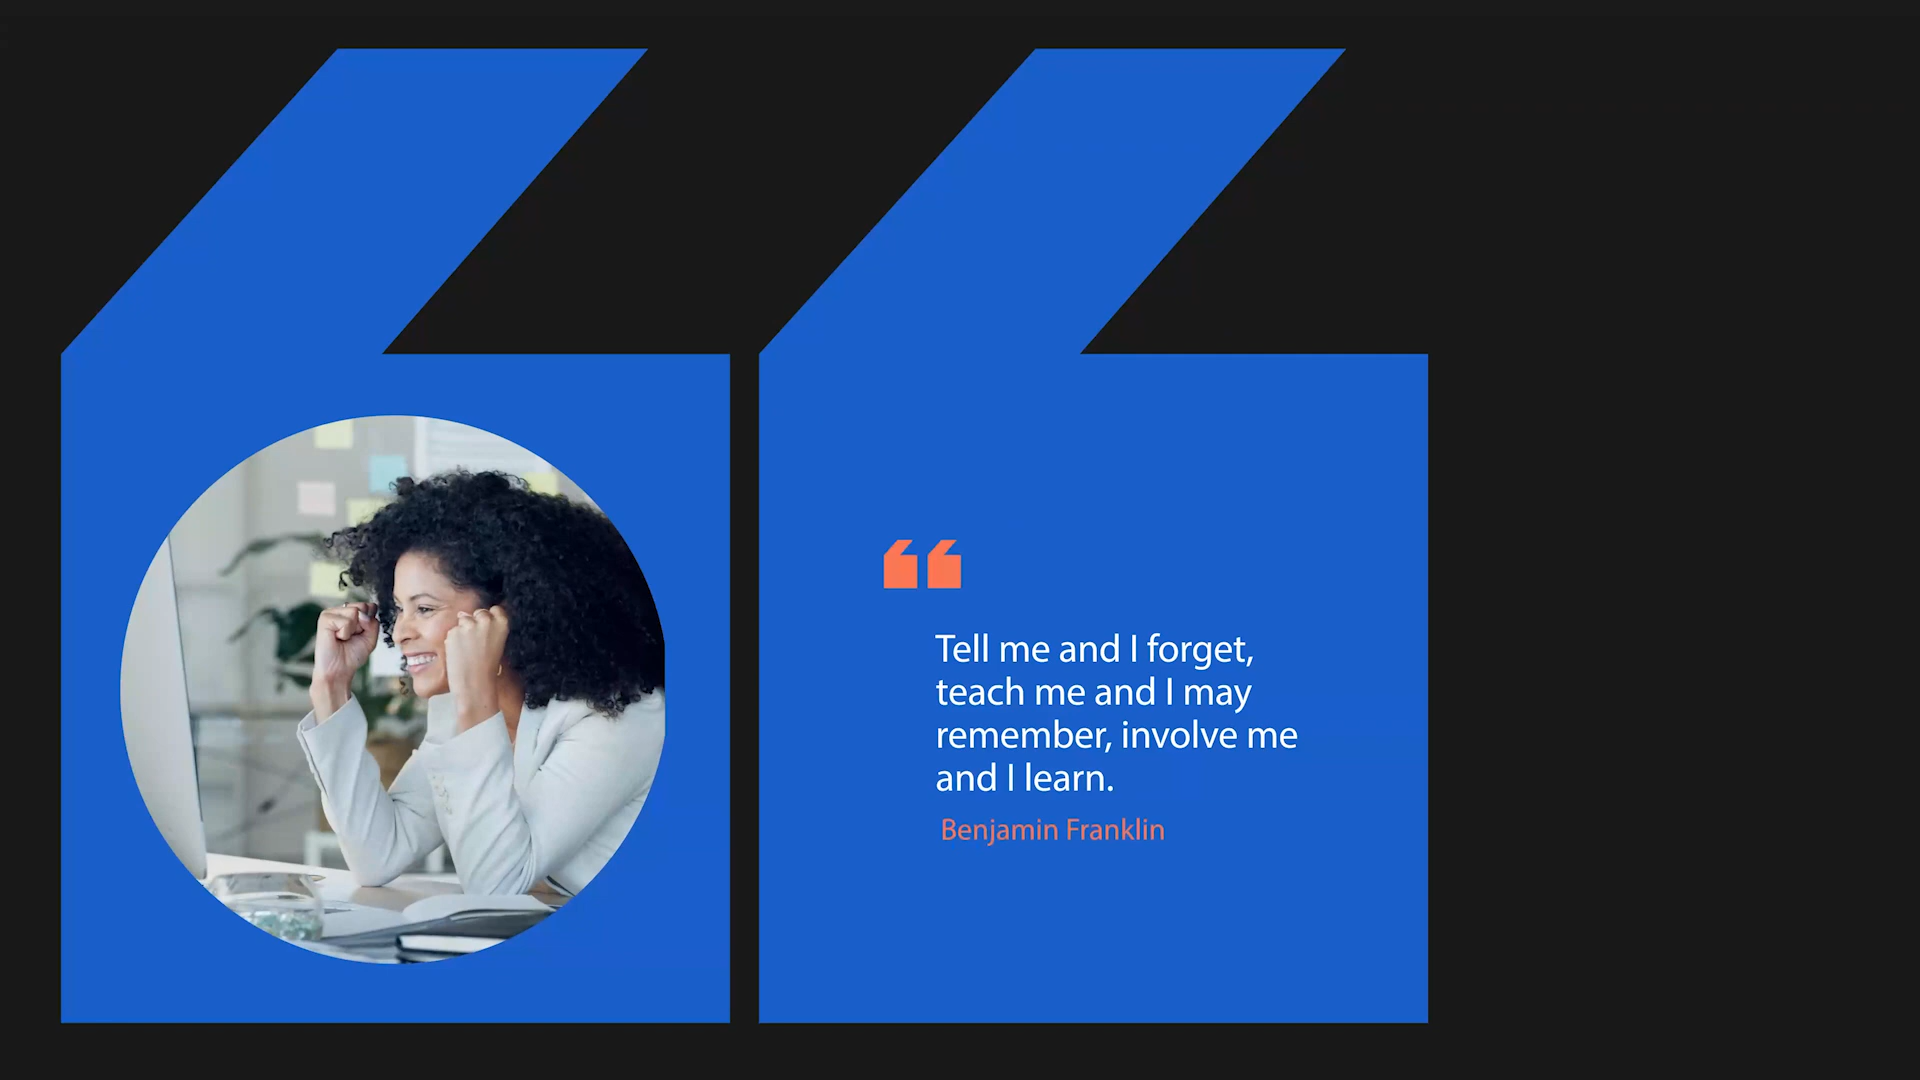 Tell me and I forget,
teach me and I may
remember, involve me
and I learn.
Benjamin Franklin